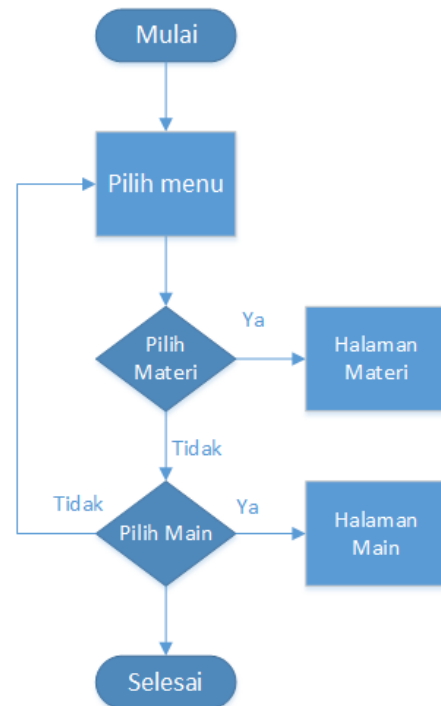 Mulai
Pilih menu
Pilih
Materi
Ya
Halaman
Materi
Tidak
Tidak
Pilih Main
Ya
Halaman
Main
Selesai